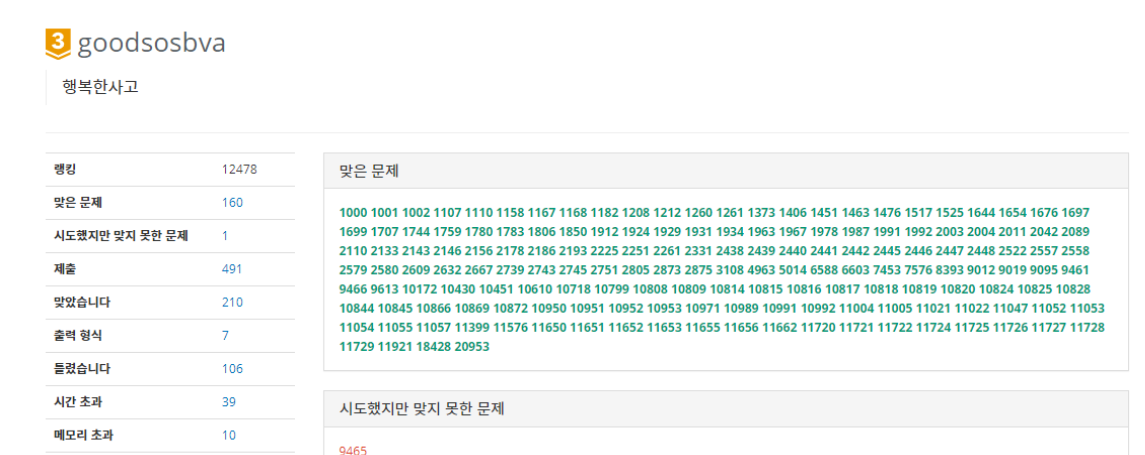 3 goodsosbva
행복한사고
랭킹 12478
맞은 문제 160
시도했지만 맞지 못한 문제 1
제출 491
맞았습니다 210
출력 형식 7
틀렸습니다 106
시간 초과 39
메모리 초과 10
맞은 문제
1000 1001 1002 1107 1110 1158 1167 1168 1182 1208 1212 1260 1261 1373 1406 1451 1463 1476 1517 1525 1644 1654 1676 1697
1699 1707 1744 1759 1780 1783 1806 1850 1912 1924 1929 1931 1934 1963 1967 1978 1987 1991 1992 2003 2004 2011 2042 2089
2110 2133 2143 2146 2156 2178 2186 2193 2225 2251 2261 2331 2438 2439 2440 2441 2442 2445 2446 2447 2448 2522 2557 2558
2579 2580 2609 2632 2667 2739 2743 2745 2751 2805 2873 2875 3108 4963 5014 6588 6603 7453 7576 8393 9012 9019 9095 9461
9466 9613 10172 10430 10451 10610 10718 10799 10808 10809 10814 10815 10816 10817 10818 10819 10820 10824 10825 10828
10844 10845 10866 10869 10872 10950 10951 10952 10953 10971 10989 10991 10992 11004 11005 11021 11022 11047 11052 11053
11054 11055 11057 11399 11576 11650 11651 11652 11653 11655 11656 11662 11720 11721 11722 11724 11725 11726 11727 11728
11729 11921 18428 20953
시도했지만 맞지 못한 문제
9465